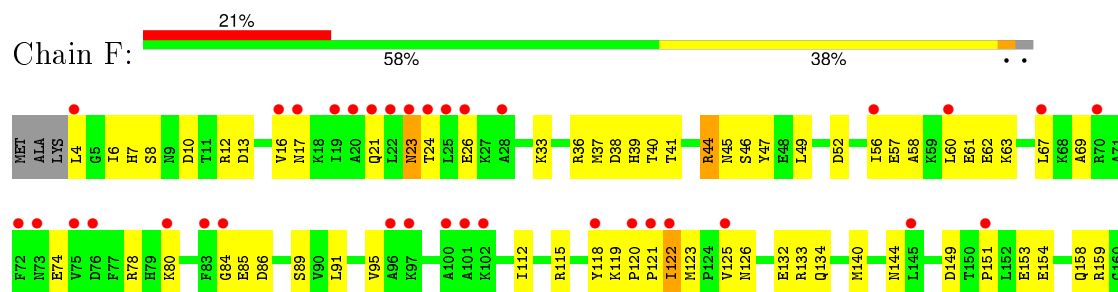 21%
Chain F:
58% 38% • •
MET ALA LYS L4 G5 I6 H7 S8 N9 D10 T11 R12 D13 V16 N17 K18 I19 A20 Q21 L22 N23 T24 L25 E26 K27 A28 K33 R36 M37 D38 H39 T40 T41 R44 N45 S46 Y47 E48 L49 D52 I56 E57 A58 K59 L60 E61 E62 K63 L67 K68 A69 R70 A71
F72 N73 E74 V75 D76 F77 R78 H79 K80 F83 G84 E85 D86 S89 V90 L91 V95 A96 K97 A100 A101 K102 I112 R115 Y118 K119 P120 P121 I122 M123 P124 V125 N126 E132 R133 Q134 M140 N144 L145 D149 T150 P151 L152 E153 E154 Q158 R159